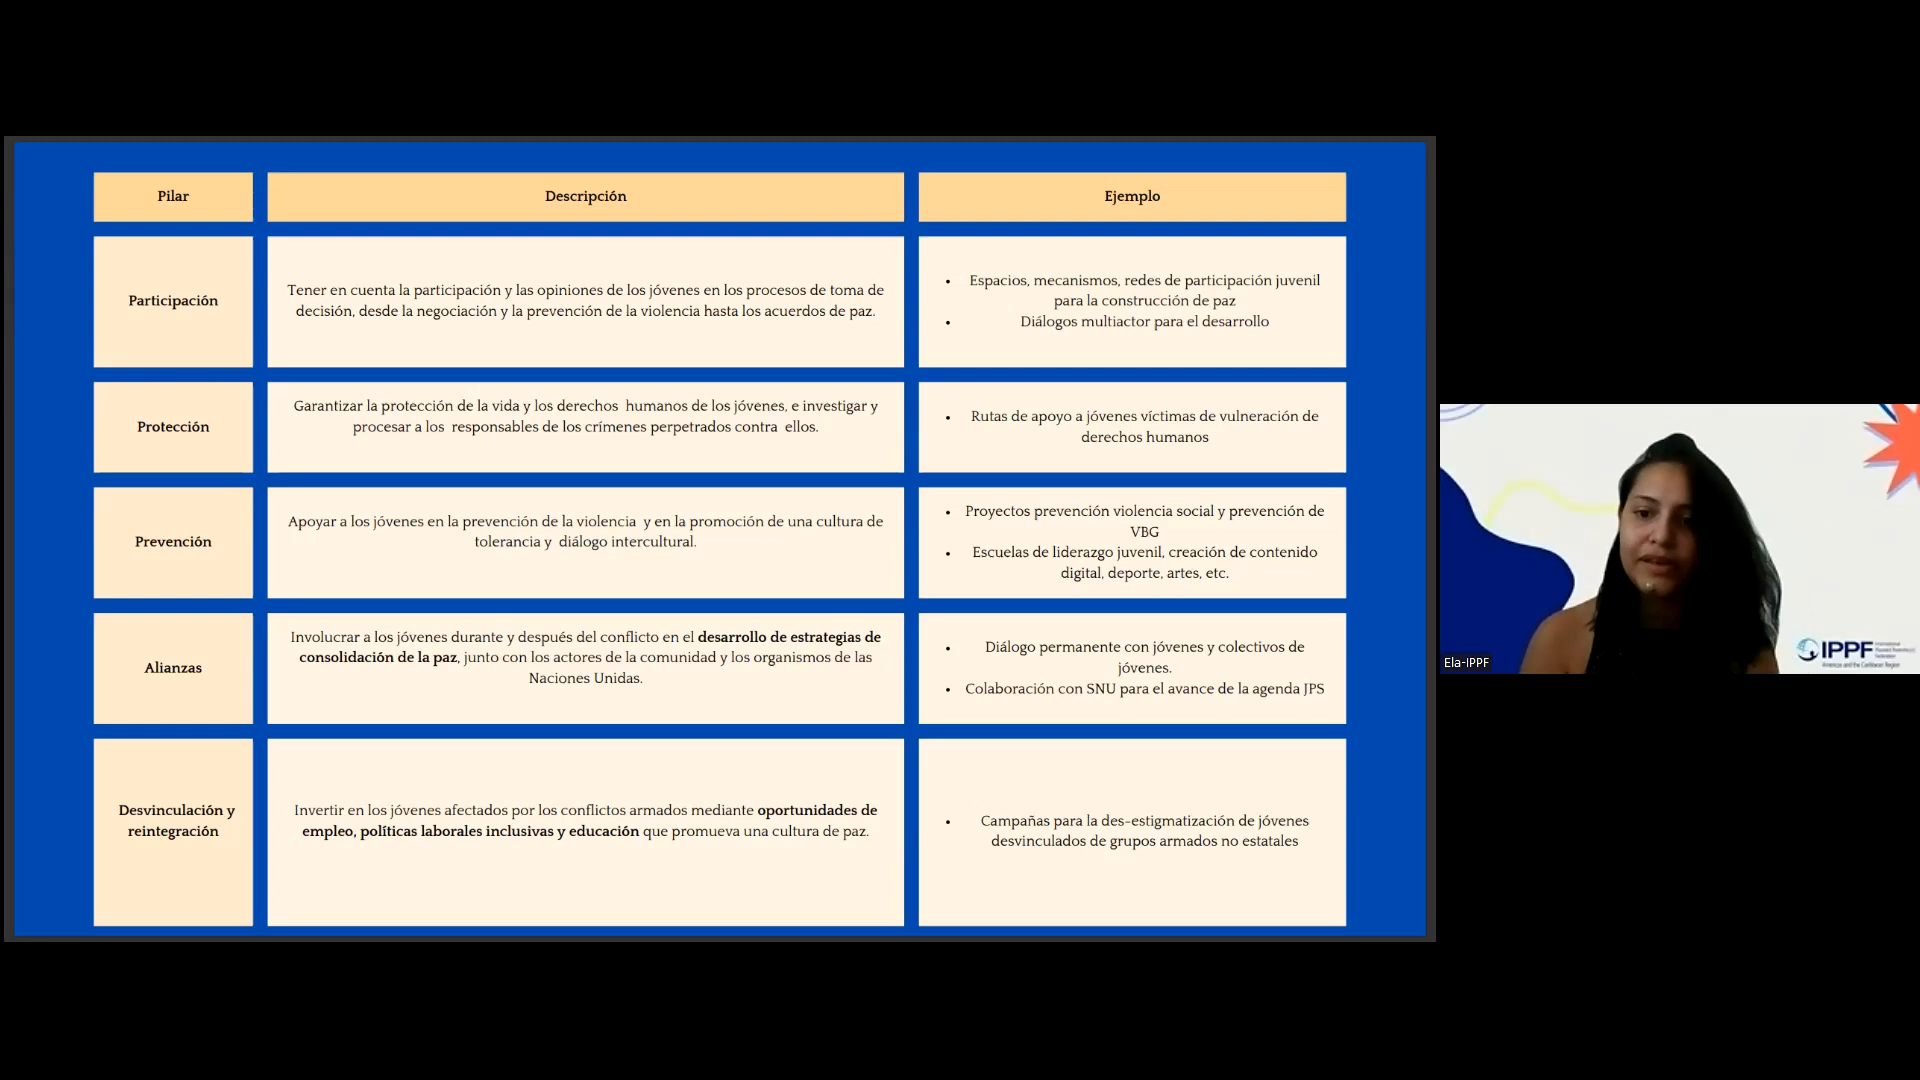 Pilar
Descripción
Ejemplo
Participación
Tener en cuenta la participación y las opiniones de los jóvenes en los procesos de toma de
decisión, desde la negociación y la prevención de la violencia hasta los acuerdos de paz.
• Espacios, mecanismos, redes de participación juvenil
para la construcción de paz
• Diálogos multiactor para el desarrollo
Protección
Garantizar la protección de la vida y los derechos humanos de los jóvenes, e investigar y
procesar a los responsables de los crímenes perpetrados contra ellos.
• Rutas de apoyo a jóvenes víctimas de vulneración de
derechos humanos
Prevención
Apoyar a los jóvenes en la prevención de la violencia y en la promoción de una cultura de
tolerancia y diálogo intercultural.
• Proyectos prevención violencia social y prevención de
VBG
• Escuelas de liderazgo juvenil, creación de contenido
digital, deporte, artes, etc.
Alianzas
Involucrar a los jóvenes durante y después del conflicto en el desarrollo de estrategias de
consolidación de la paz, junto con los actores de la comunidad y los organismos de las
Naciones Unidas.
• Diálogo permanente con jóvenes y colectivos de
jóvenes.
• Colaboración con SNU para el avance de la agenda JPS
Desvinculación y
reintegración
Invertir en los jóvenes afectados por los conflictos armados mediante oportunidades de
empleo, políticas laborales inclusivas y educación que promueva una cultura de paz.
• Campañas para la des-estigmatización de jóvenes
desvinculados de grupos armados no estatales
Ela-IPPF
IPPF
Americas and the Caribbean Region